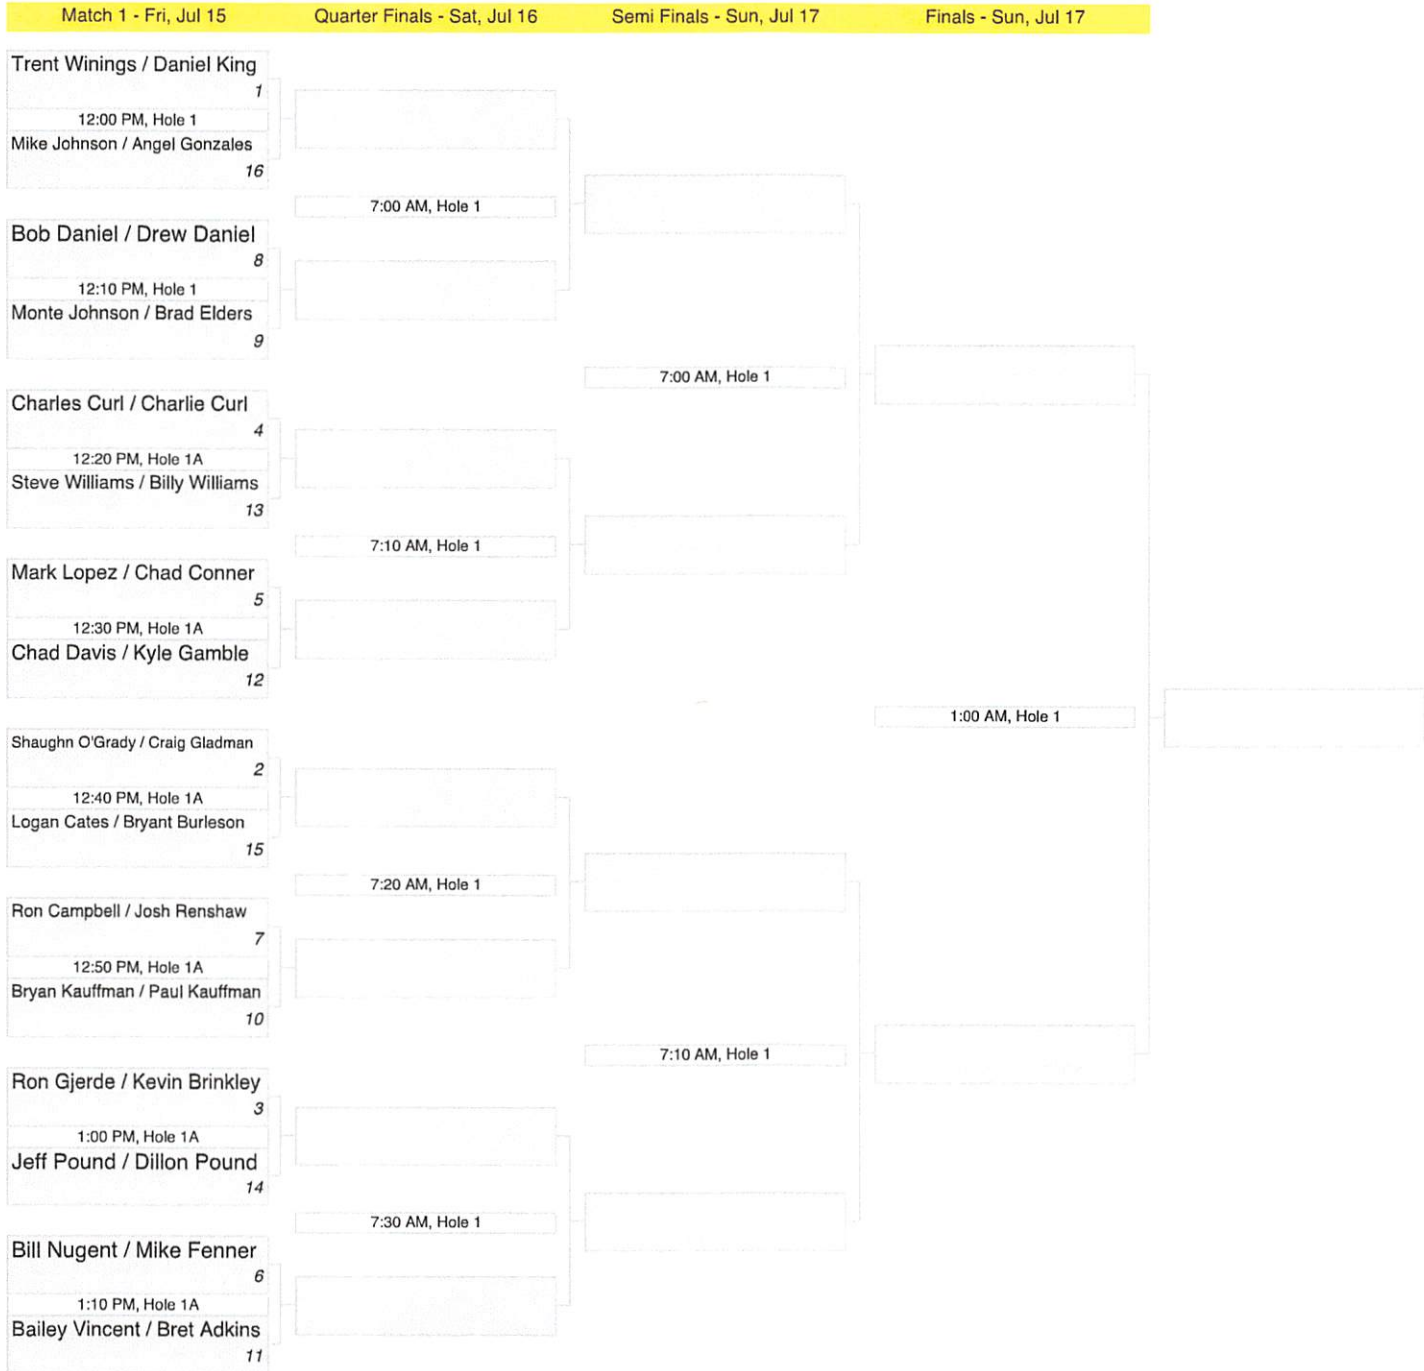 Match 1 - Fri, Jul 15
Quarter Finals - Sat, Jul 16
Semi Finals - Sun, Jul 17
Finals - Sun, Jul 17
Trent Winings / Daniel King
1
12:00 PM, Hole 1
Mike Johnson / Angel Gonzales
16
7:00 AM, Hole 1
Bob Daniel / Drew Daniel
8
12:10 PM, Hole 1
Monte Johnson / Brad Elders
9
7:00 AM, Hole 1
Charles Curl / Charlie Curl
4
12:20 PM, Hole 1A
Steve Williams / Billy Williams
13
7:10 AM, Hole 1
Mark Lopez / Chad Conner
5
12:30 PM, Hole 1A
Chad Davis / Kyle Gamble
12
1:00 AM, Hole 1
Shaughn O'Grady / Craig Gladman
2
12:40 PM, Hole 1A
Logan Cates / Bryant Burleson
15
7:20 AM, Hole 1
Ron Campbell / Josh Renshaw
7
12:50 PM, Hole 1A
Bryan Kauffman / Paul Kauffman
10
7:10 AM, Hole 1
Ron Gjerde / Kevin Brinkley
3
1:00 PM, Hole 1A
Jeff Pound / Dillon Pound
14
7:30 AM, Hole 1
Bill Nugent / Mike Fenner
6
1:10 PM, Hole 1A
Bailey Vincent / Bret Adkins
11